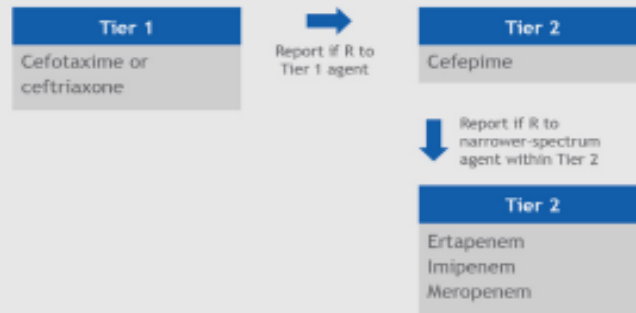 Tier 1
Cefotaxime or
ceftriaxone
Report if R to
Tier 1 agent
Tier 2
Cefepime
Report if R to
narrower-spectrum
agent within Tier 2
Tier 2
Ertapenem
Imipenem
Meropenem